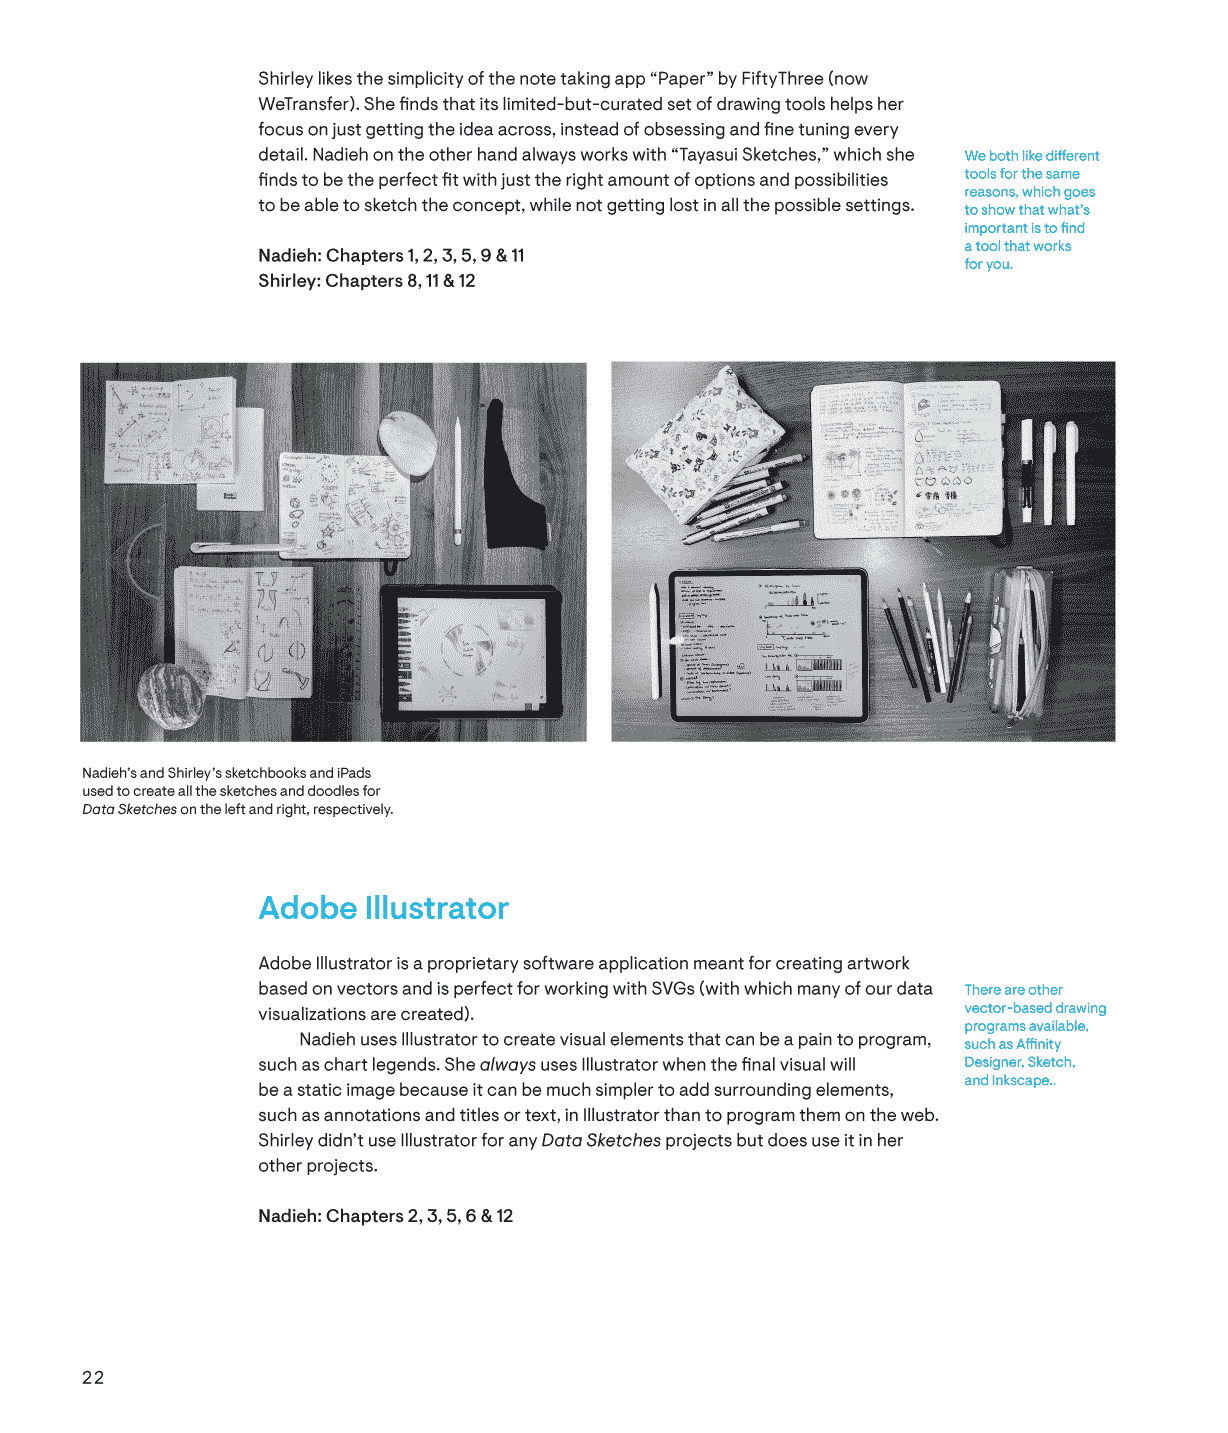 Shirley likes the simplicity of the note taking app “Paper” by FiftyThree (now
WeTransfer). She finds that its limited-but-curated set of drawing tools helps her
focus on just getting the idea across, instead of obsessing and fine tuning every
detail. Nadieh on the other hand always works with “Tayasui Sketches,” which she
finds to be the perfect fit with just the right amount of options and possibilities
to be able to sketch the concept, while not getting lost in all the possible settings.
We both like different
tools for the same
reasons, which goes
to show that what’s
important is to find
a tool that works
for you.
Nadieh: Chapters 1, 2, 3, 5, 9 & 11
Shirley: Chapters 8, 11 & 12
Nadieh’s and Shirley’s sketchbooks and iPads
used to create all the sketches and doodles for
Data Sketches on the left and right, respectively.
Adobe Illustrator
Adobe Illustrator is a proprietary software application meant for creating artwork
based on vectors and is perfect for working with SVGs (with which many of our data
visualizations are created).
Nadieh uses Illustrator to create visual elements that can be a pain to program,
such as chart legends. She always uses Illustrator when the final visual will
be a static image because it can be much simpler to add surrounding elements,
such as annotations and titles or text, in Illustrator than to program them on the web.
Shirley didn’t use Illustrator for any Data Sketches projects but does use it in her
other projects.
There are other
vector-based drawing
programs available,
such as Affinity
Designer, Sketch,
and Inkscape..
Nadieh: Chapters 2, 3, 5, 6 & 12
22